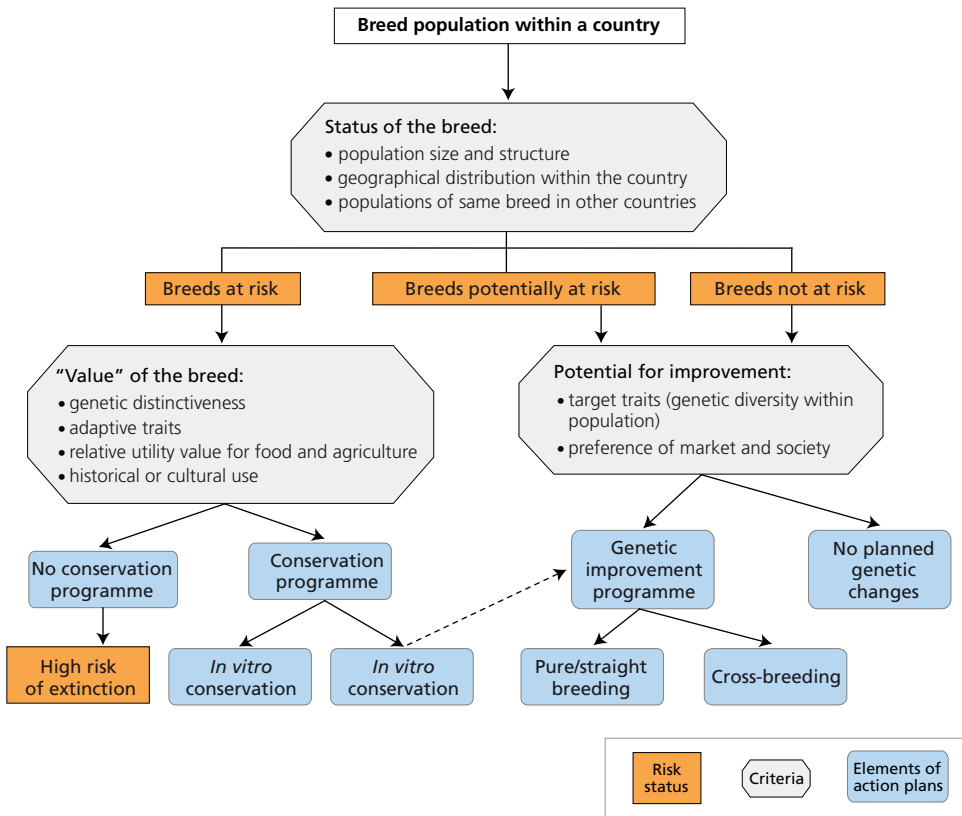 Breed population within a country
Status of the breed:
• population size and structure
• geographical distribution within the country
• populations of same breed in other countries
Breeds at risk
Breeds potentially at risk
Breeds not at risk
"Value" of the breed:
• genetic distinctiveness
• adaptive traits
• relative utility value for food and agriculture
• historical or cultural use
Potential for improvement:
• target traits (genetic diversity within
population)
• preference of market and society
No conservation
programme
Conservation
programme
Genetic
improvement
programme
No planned
genetic
changes
High risk
of extinction
In vitro
conservation
In vitro
conservation
Pure/straight
breeding
Cross-breeding
Risk
status
Criteria
Elements of
action plans